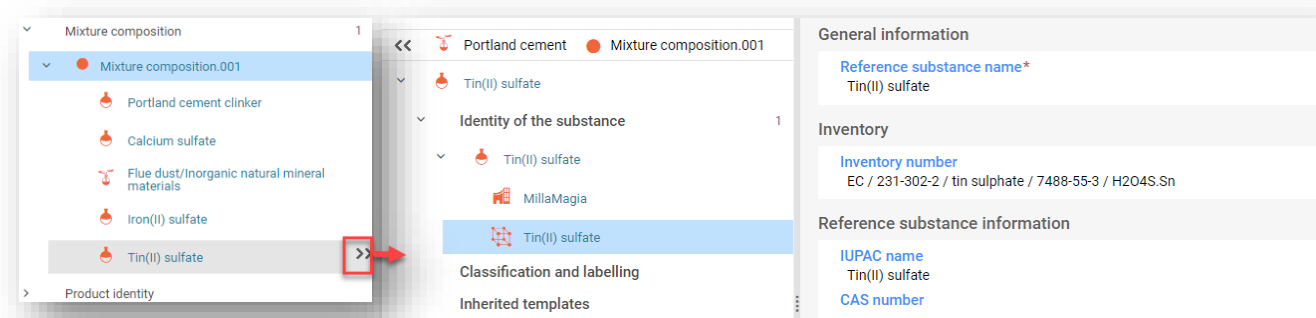 Mixture composition 1
Mixture composition.001
Portland cement clinker
Calcium sulfate
Flue dust/Inorganic natural mineral
materials
Iron(II) sulfate
Tin(II) sulfate
Product identity
Portland cement Mixture composition.001
Tin(II) sulfate
Identity of the substance 1
Tin(II) sulfate
MillaMagia
Tin(II) sulfate
Classification and labelling
Inherited templates
General information
Reference substance name*
Tin(II) sulfate
Inventory
Inventory number
EC / 231-302-2 / tin sulphate / 7488-55-3 / H2O4S.Sn
Reference substance information
IUPAC name
Tin(II) sulfate
CAS number